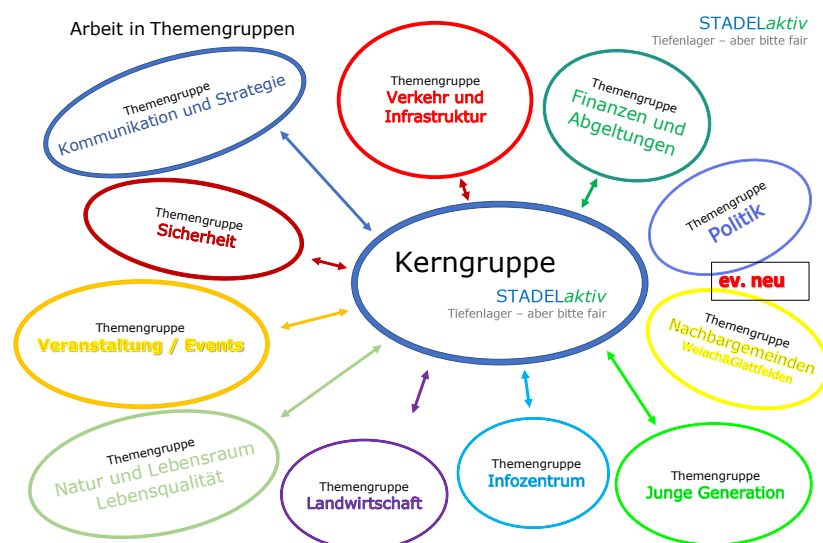 Arbeit in Themengruppen
STADELaktiv
Tiefenlager – aber bitte fair
Themengruppe
Kommunikation und Strategie
Themengruppe
Verkehr und
Infrastruktur
Themengruppe
Finanzen und
Abgeltungen
Themengruppe
Politik
Themengruppe
Sicherheit
Kerngruppe
STADELaktiv
Tiefenlager – aber bitte fair
ev. neu
Themengruppe
Veranstaltung / Events
Themengruppe
Nachbargemeinden
Weiach&Glattfelden
Themengruppe
Natur und Lebensraum
Lebensqualität
Themengruppe
Landwirtschaft
Themengruppe
Infozentrum
Themengruppe
Junge Generation